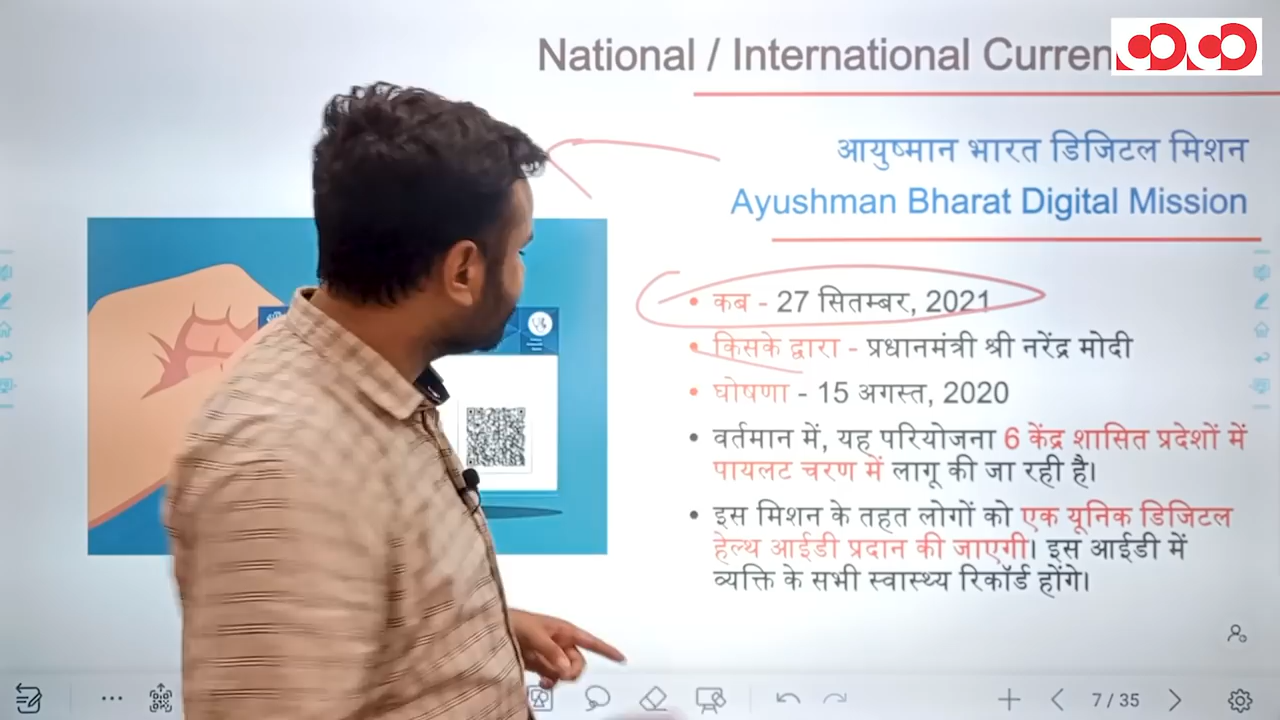 National / International Curren
आयुष्मान भारत डिजिटल मिशन
Ayushman Bharat Digital Mission
• कब - 27 सितम्बर, 2021
• किसके द्वारा - प्रधानमंत्री श्री नरेंद्र मोदी
• घोषणा - 15 अगस्त, 2020
• वर्तमान में, यह परियोजना 6 केंद्र शासित प्रदेशों में
पायलट चरण में लागू की जा रही है।
• इस मिशन के तहत लोगों को एक यूनिक डिजिटल
हेल्थ आईडी प्रदान की जाएगी। इस आईडी में
व्यक्ति के सभी स्वास्थ्य रिकॉर्ड होंगे।
7 / 35